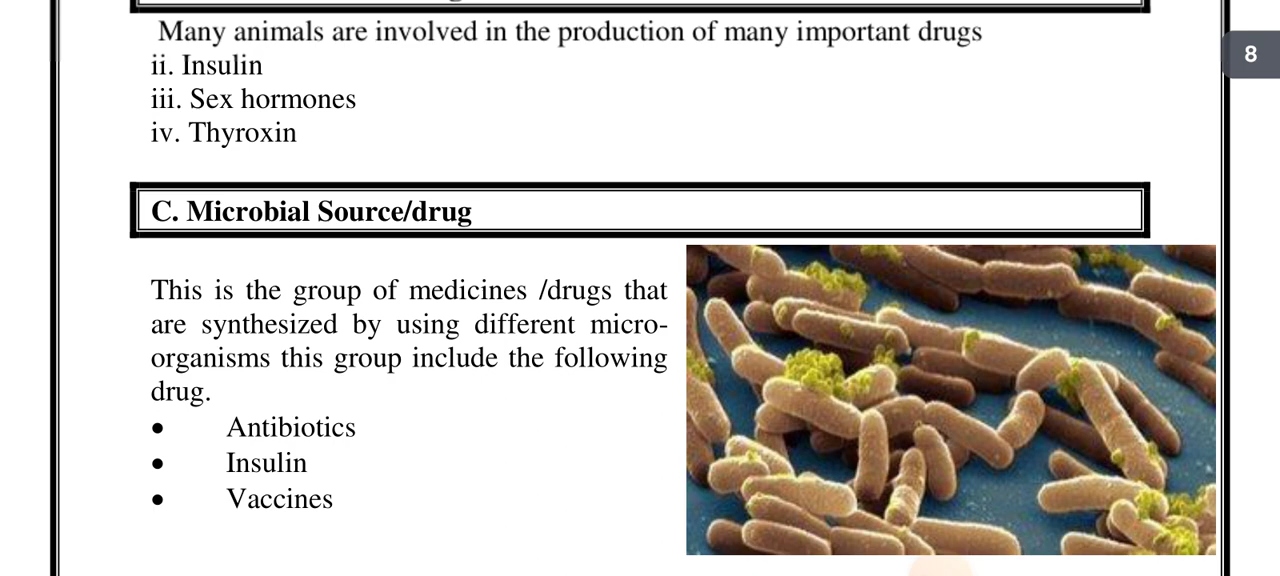 Many animals are involved in the production of many important drugs
8
ii. Insulin
iii. Sex hormones
iv. Thyroxin
C. Microbial Source/drug
This is the group of medicines /drugs that
are synthesized by using different micro-
organisms this group include the following
drug.
• Antibiotics
• Insulin
• Vaccines